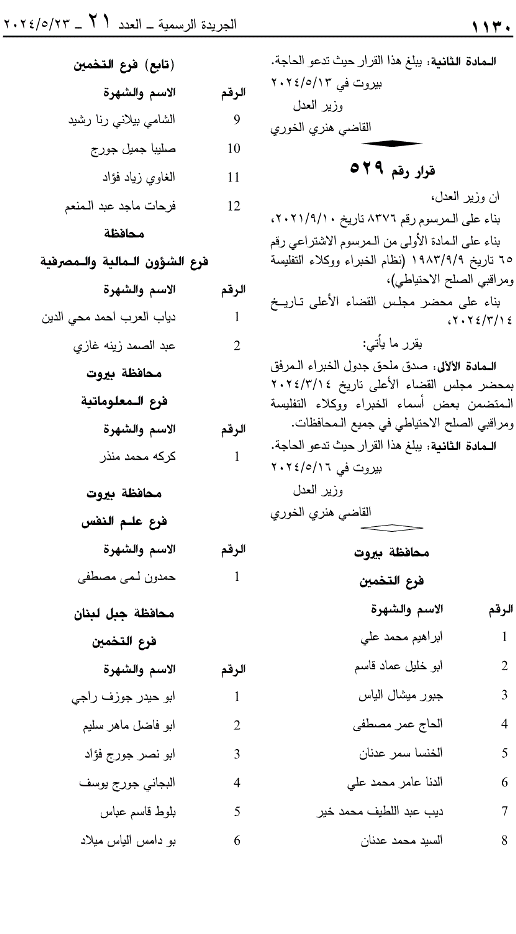 ١١٣٠
الجريدة الرسمية ــ العدد ٢١ ــ ٢٠٢٤/٥/٢٣
المادة الثانية: يبلغ هذا القرار حيث تدعو الحاجة.
بيروت في ٢٠٢٤/٥/١٣
وزير العدل
القاضي هنري الخوري
قرار رقم ٥٢٩
ان وزير العدل،
بناء على المرسوم رقم ٨٣٧٦ تاريخ ٢٠٢١/٩/١٠،
بناء على المادة الأولى من المرسوم الاشتراعي رقم
٦٥ تاريخ ١٩٨٣/٩/٩ (نظام الخبراء ووكلاء التفليسة
ومراقبي الصلح الاحتياطي)،
بناء على محضر مجلس القضاء الأعلى تاريخ
٢٠٢٤/٣/١٤،
يقرر ما يأتي:
المادة الألألى: صدق ملحق جدول الخبراء المرفق
بمحضر مجلس القضاء الأعلى تاريخ ٢٠٢٤/٣/١٤
المتضمن بعض أسماء الخبراء ووكلاء التفليسة
ومراقبي الصلح الاحتياطي في جميع المحافظات.
المادة الثانية: يبلغ هذا القرار حيث تدعو الحاجة.
بيروت في ٢٠٢٤/٥/١٦
وزير العدل
القاضي هنري الخوري
محافظة بيروت
فرع التخمين
الرقم الاسم والشهرة
1 ابراهيم محمد علي
2 ابو خليل عماد قاسم
3 جبور ميشال الياس
4 الحاج عمر مصطفى
5 الخنسا سمر عدنان
6 الدنا عامر محمد علي
7 ديب عبد اللطيف محمد خير
8 السيد محمد عدنان
(تابع) فرع التخمين
الرقم الاسم والشهرة
9 الشامي بيلاني رنا رشيد
10 صليبا جميل جورج
11 الغاوي زياد فؤاد
12 فرحات ماجد عبد المنعم
محافظة
فرع الشؤون المالية والمصرفية
الرقم الاسم والشهرة
1 دياب العرب احمد محي الدين
2 عبد الصمد زينه غازي
محافظة بيروت
فرع المعلوماتية
الرقم الاسم والشهرة
1 كركه محمد منذر
محافظة بيروت
فرع علم النفس
الرقم الاسم والشهرة
1 حمدون لمى مصطفى
محافظة جبل لبنان
فرع التخمين
الرقم الاسم والشهرة
1 ابو حيدر جوزف راجي
2 ابو فاضل ماهر سليم
3 ابو نصر جورج فؤاد
4 البجاني جورج يوسف
5 بلوط قاسم عباس
6 بو دامس الياس ميلاد